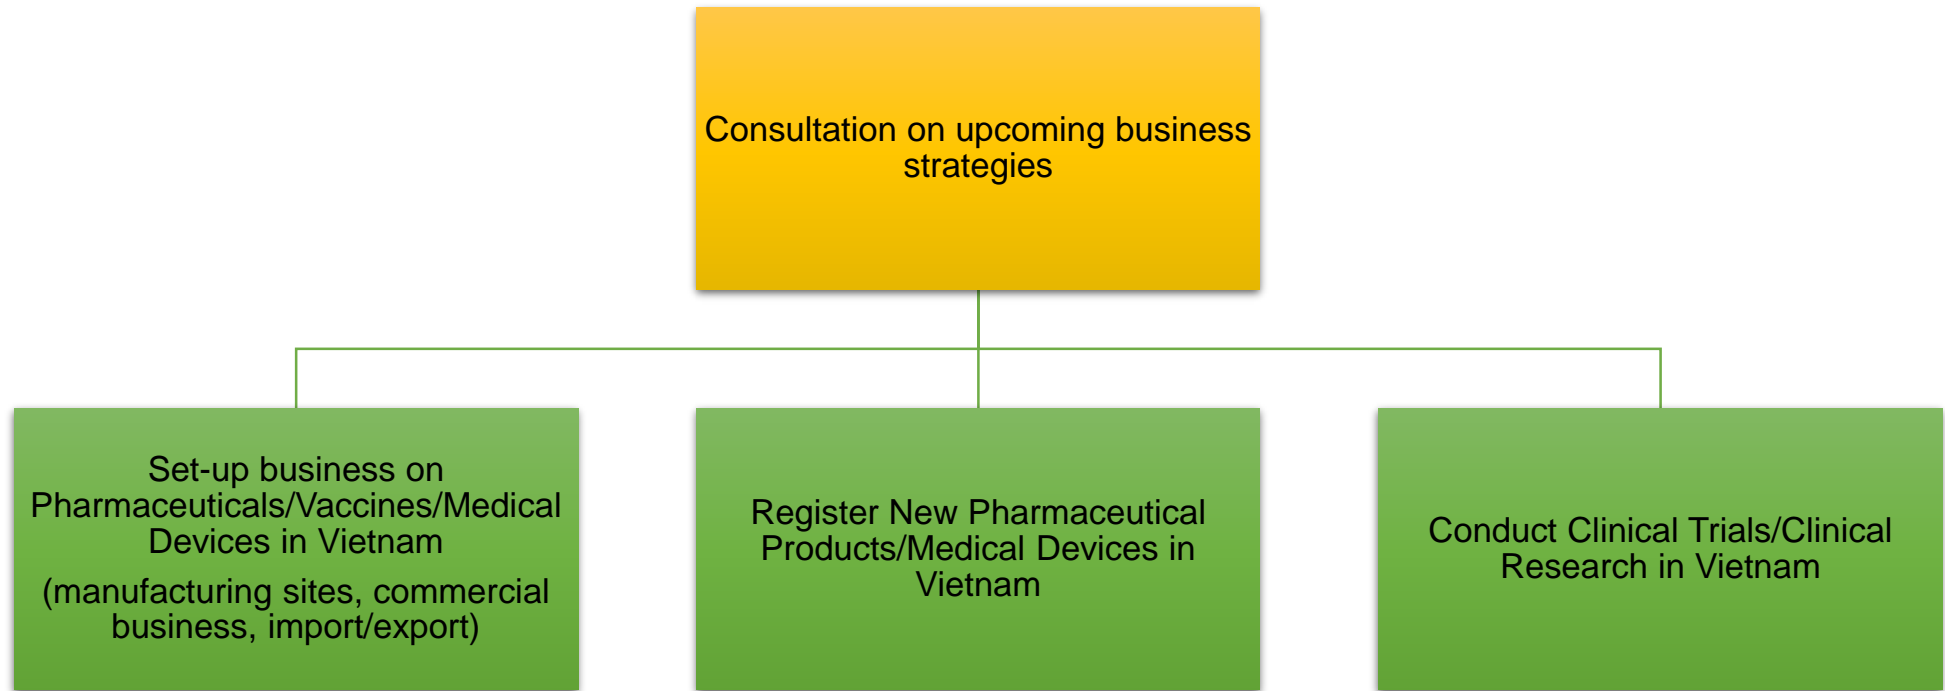 Consultation on upcoming business
strategies
Set-up business on
Pharmaceuticals/Vaccines/Medical
Devices in Vietnam
(manufacturing sites, commercial
business, import/export)
Register New Pharmaceutical
Products/Medical Devices in
Vietnam
Conduct Clinical Trials/Clinical
Research in Vietnam